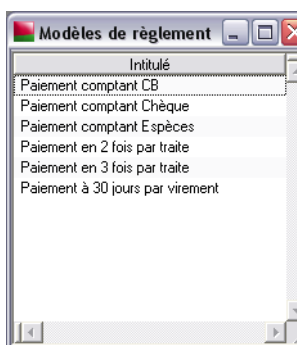 Modèles de règlement
Intitulé
Paiement comptant CB
Paiement comptant Chèque
Paiement comptant Espèces
Paiement en 2 fois par traite
Paiement en 3 fois par traite
Paiement à 30 jours par virement